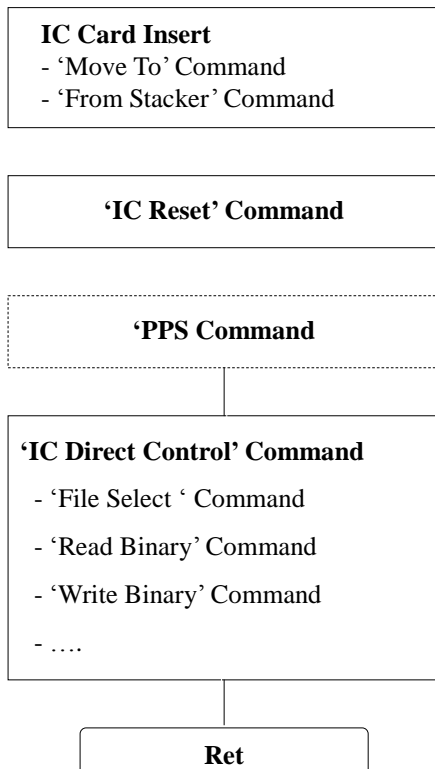 IC Card Insert
- ‘Move To’ Command
- ‘From Stacker’ Command
‘IC Reset’ Command
‘PPS Command
‘IC Direct Control’ Command
- ‘File Select ‘ Command
- ‘Read Binary’ Command
- ‘Write Binary’ Command
- ….
Ret